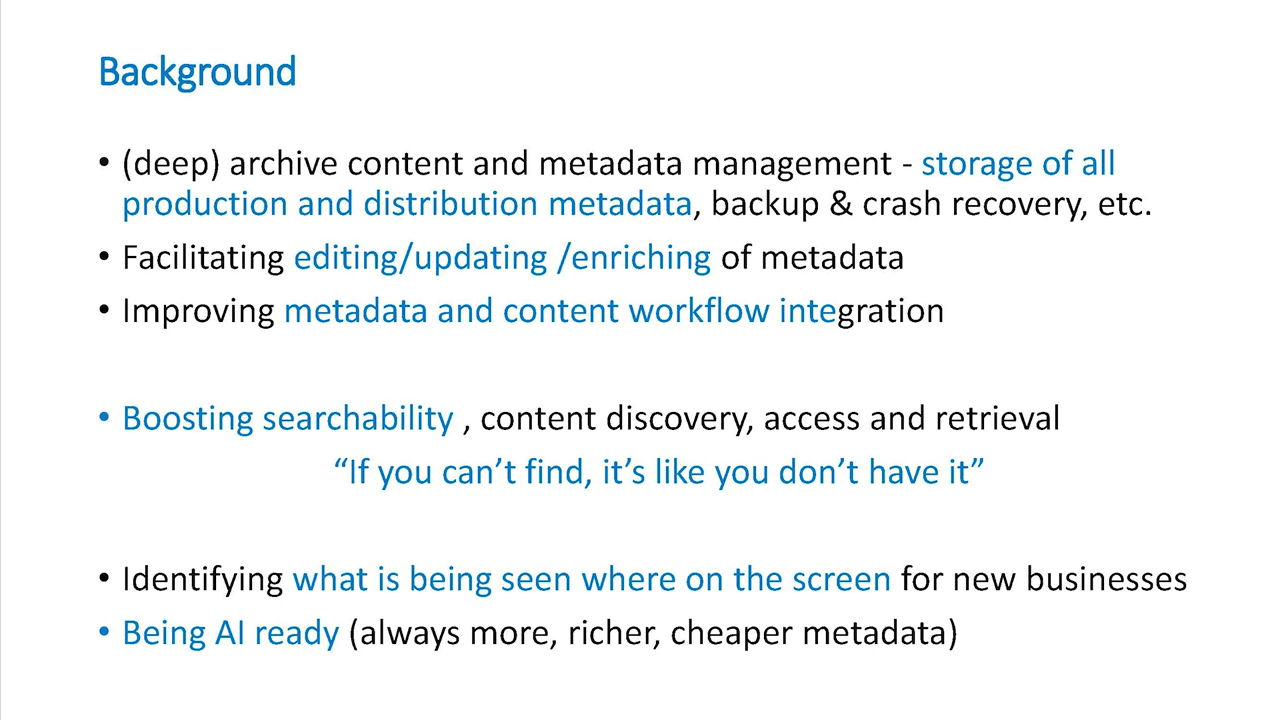 Background
• (deep) archive content and metadata management - storage of all
production and distribution metadata, backup & crash recovery, etc.
• Facilitating editing/updating /enriching of metadata
• Improving metadata and content workflow integration
• Boosting searchability , content discovery, access and retrieval
“If you can’t find, it’s like you don’t have it”
• Identifying what is being seen where on the screen for new businesses
• Being AI ready (always more, richer, cheaper metadata)